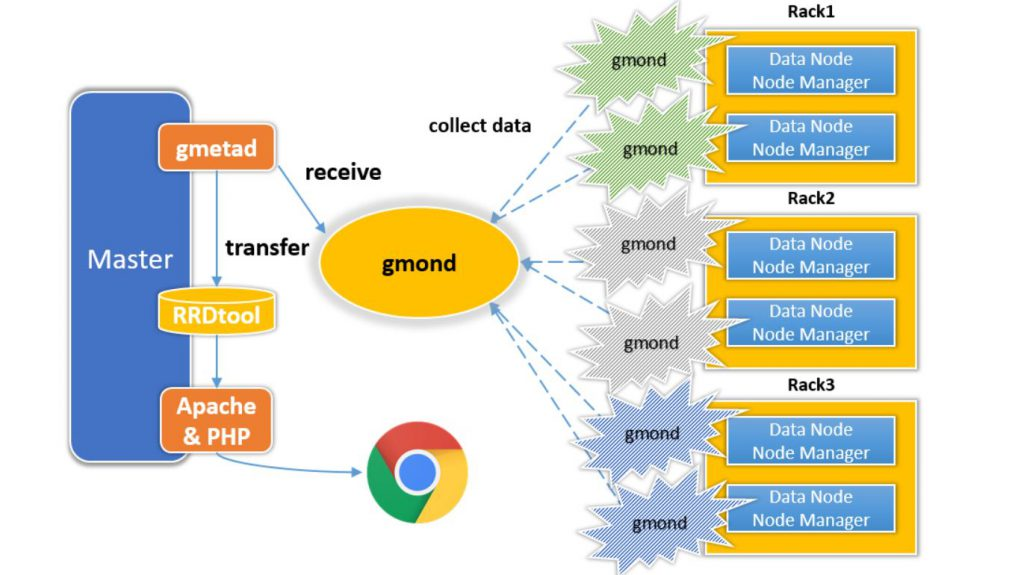 Rack1
gmond
Data Node
Node Manager
gmond
Data Node
Node Manager
collect data
gmetad
receive
Rack2
gmond
Data Node
Node Manager
Master
transfer
gmond
RRDtool
gmond
Data Node
Node Manager
Rack3
Apache
& PHP
gmond
Data Node
Node Manager
gmond
Data Node
Node Manager